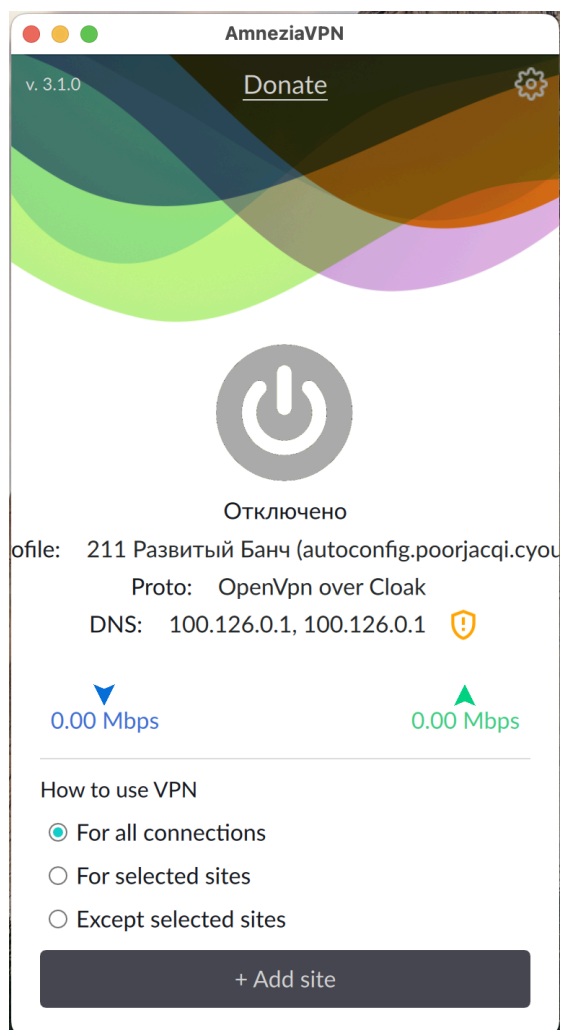 AmneziaVPN
v. 3.1.0 Donate
Отключено
ofile: 211 Развитый Банч (autoconfig.poorjacqi.cyou
Proto: OpenVpn over Cloak
DNS: 100.126.0.1, 100.126.0.1
0.00 Mbps 0.00 Mbps
How to use VPN
For all connections
For selected sites
Except selected sites
+ Add site